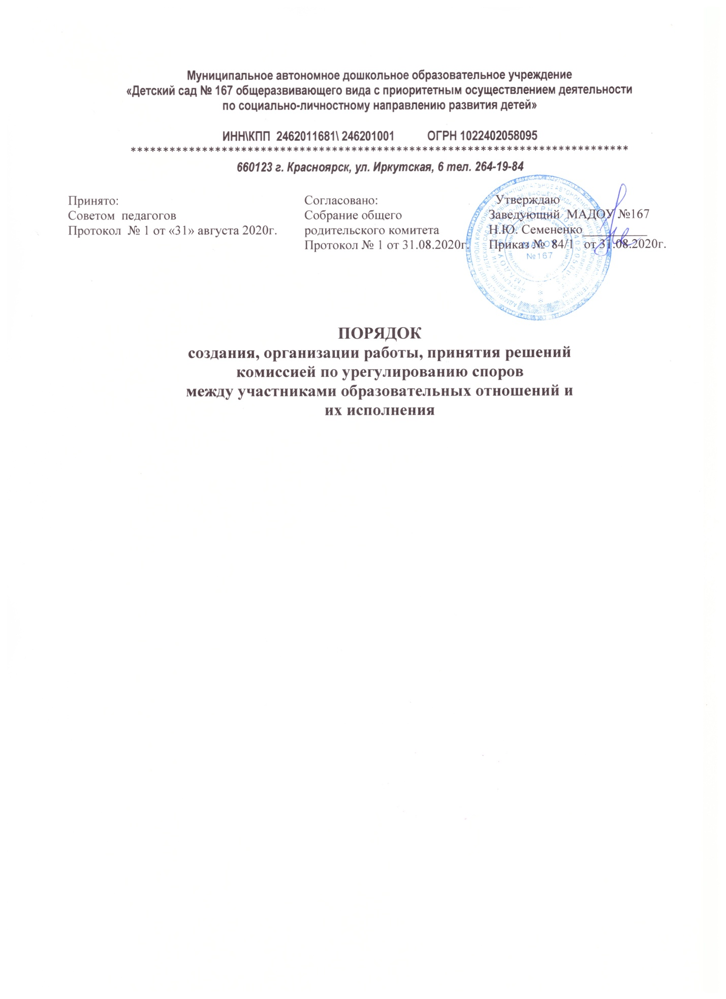 Муниципальное автономное дошкольное образовательное учреждение
«Детский сад № 167 общеразвивающего вида с приоритетным осуществлением деятельности
по социально-личностному направлению развития детей»
ИНН\КПП 2462011681\ 246201001 ОГРН 1022402058095
*****************************************************************************
660123 г. Красноярск, ул. Иркутская, 6 тел. 264-19-84
Принято:
Советом педагогов
Протокол № 1 от «31» августа 2020г.
Согласовано:
Собрание общего
родительского комитета
Протокол № 1 от 31.08.2020г.
Утверждаю
Заведующий МАДОУ №167
Н.Ю. Семененко__________
Приказ № 84/1 от 31.08.2020г.
МАДОУ
№167
ПОРЯДОК
создания, организации работы, принятия решений
комиссией по урегулированию споров
между участниками образовательных отношений и
их исполнения